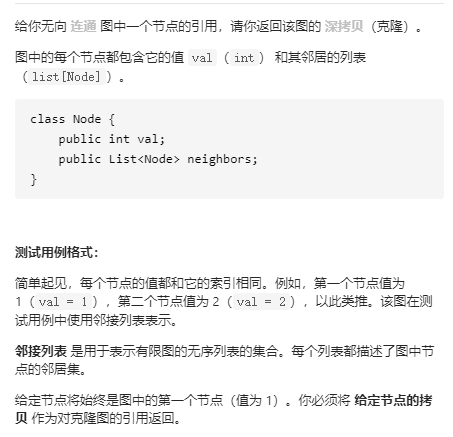 给你无向 连通 图中一个节点的引用，请你返回该图的 深拷贝（克隆）。
图中的每个节点都包含它的值 val（int） 和其邻居的列表
（list[Node]）。
class Node {
    public int val;
    public List<Node> neighbors;
}
测试用例格式：
简单起见，每个节点的值都和它的索引相同。例如，第一个节点值为
1（val = 1），第二个节点值为 2（val = 2），以此类推。该图在测
试用例中使用邻接列表表示。
邻接列表 是用于表示有限图的无序列表的集合。每个列表都描述了图中节
点的邻居集。
给定节点将始终是图中的第一个节点（值为 1）。你必须将 给定节点的拷
贝 作为对克隆图的引用返回。